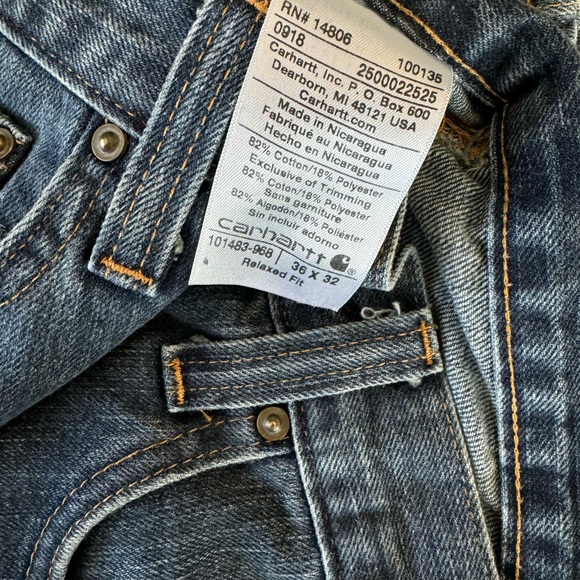 RN# 14806 100135
0918 2500022525
Carhartt, Inc. P.O. Box 600
Dearborn, MI 48121 USA
Carhartt.com
Made in Nicaragua
Fabriqué au Nicaragua
Hecho en Nicaragua
82% Cotton/18% Polyester
Exclusive of Trimming
82% Coton/18% Polyester
Sans garniture
82% Algodón/18% Poliéster
Sin incluir adorno
carhartt
101483-968 36 X 32
Relaxed Fit